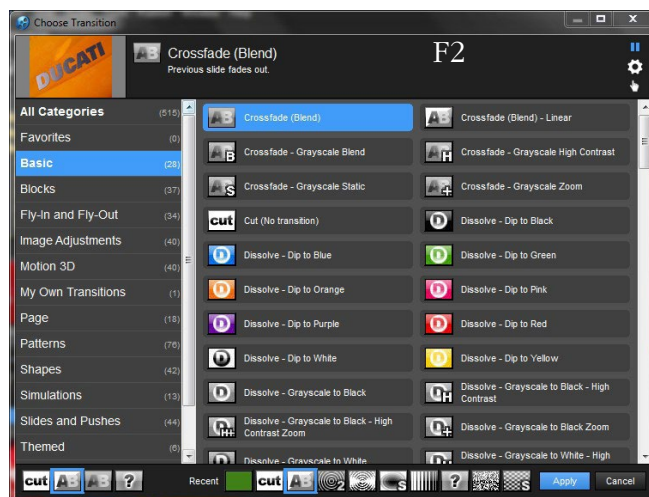 Choose Transition
DUCATI
AB
Crossfade (Blend)
Previous slide fades out.
F2
All Categories (515)
Favorites (0)
Basic (28)
Blocks (37)
Fly-In and Fly-Out (34)
Image Adjustments (40)
Motion 3D (40)
My Own Transitions (1)
Page (18)
Patterns (76)
Shapes (42)
Simulations (13)
Slides and Pushes (44)
Themed (6)
AB Crossfade (Blend)
AB Crossfade (Blend) - Linear
B Crossfade - Grayscale Blend
H Crossfade - Grayscale High Contrast
S Crossfade - Grayscale Static
+ Crossfade - Grayscale Zoom
cut Cut (No transition)
D Dissolve - Dip to Black
D Dissolve - Dip to Blue
D Dissolve - Dip to Green
D Dissolve - Dip to Orange
D Dissolve - Dip to Pink
D Dissolve - Dip to Purple
D Dissolve - Dip to Red
D Dissolve - Dip to White
D Dissolve - Dip to Yellow
D Dissolve - Grayscale to Black
H Dissolve - Grayscale to Black - High
Contrast
H+ Dissolve - Grayscale to Black - High
Contrast Zoom
+ Dissolve - Grayscale to Black Zoom
Dissolve - Grayscale to White
Dissolve - Grayscale to White - High
cut AB AB ?
Recent cut AB 2 S ? S Apply Cancel